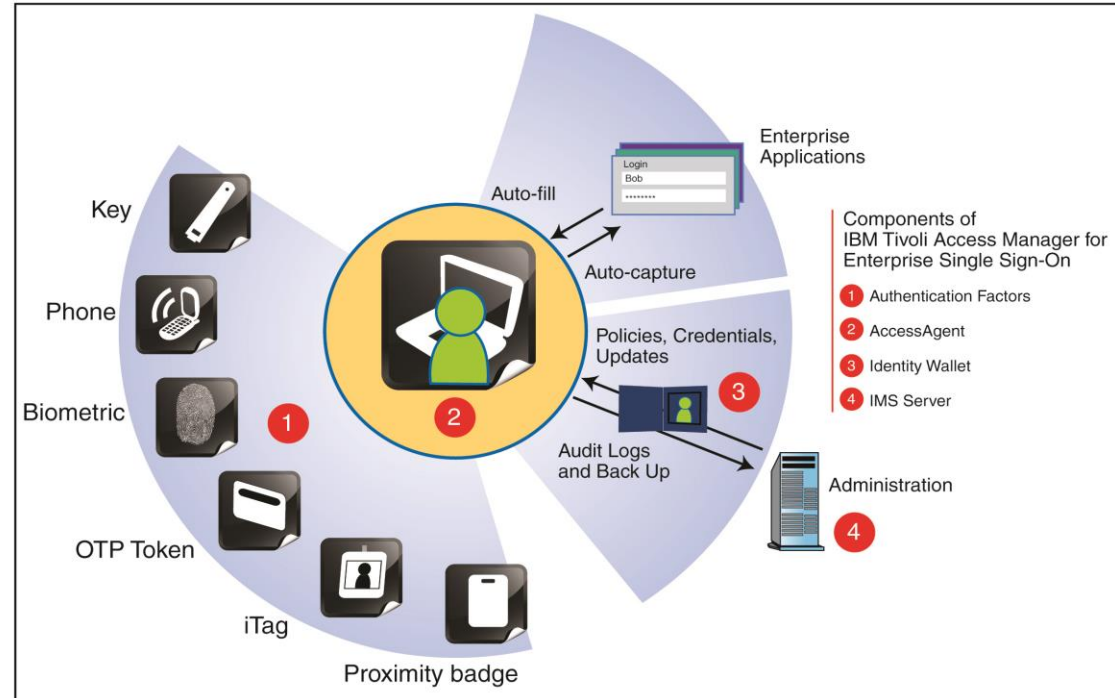 Key
Phone
Biometric
OTP Token
iTag
Proximity badge
1
2
Auto-fill
Auto-capture
Login
Bob
••••••••
Enterprise
Applications
Policies, Credentials,
Updates
3
Audit Logs
and Back Up
Administration
4
Components of
IBM Tivoli Access Manager for
Enterprise Single Sign-On
1 Authentication Factors
2 AccessAgent
3 Identity Wallet
4 IMS Server